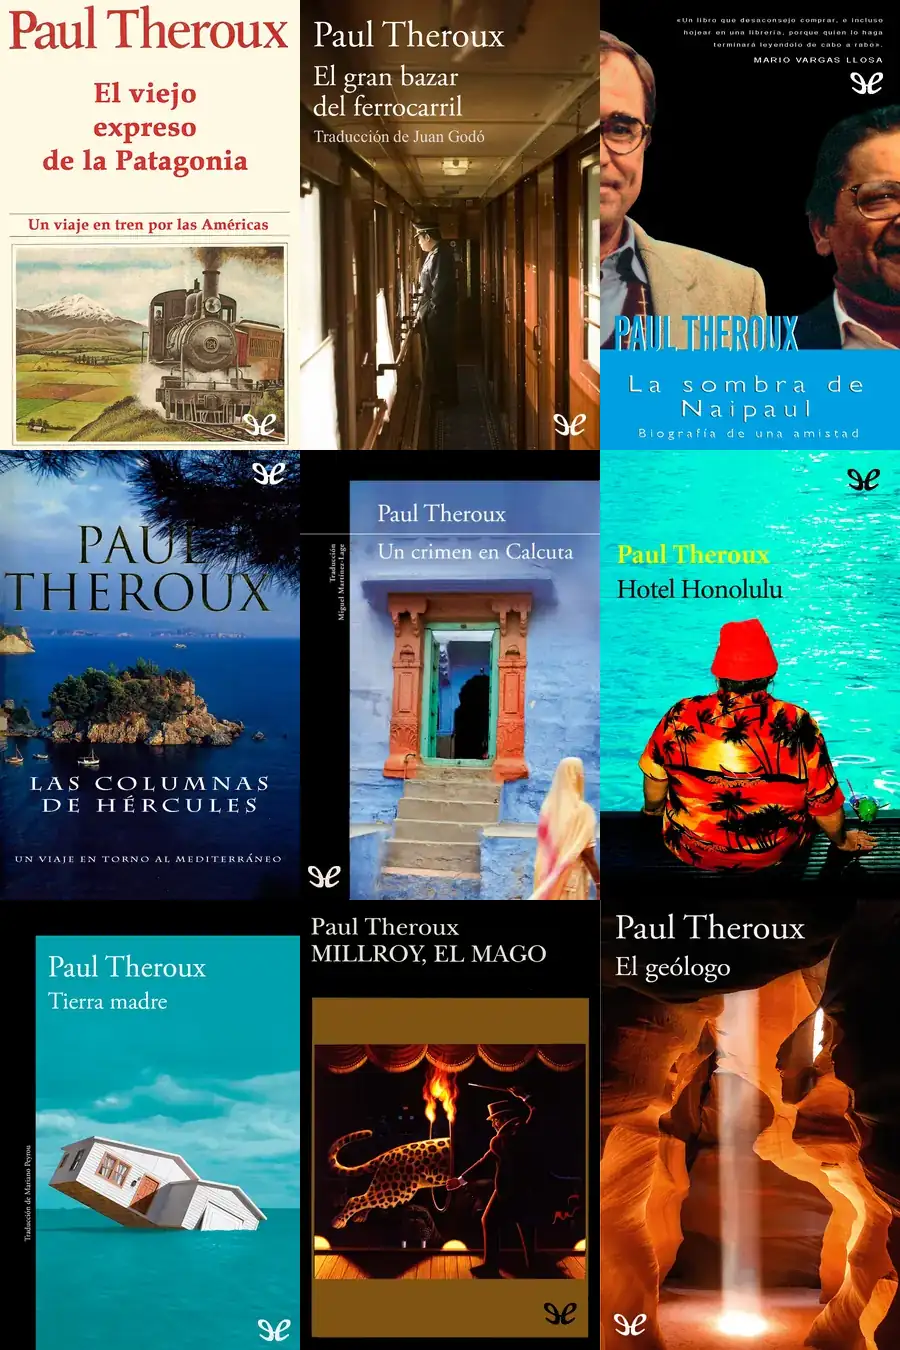 Paul Theroux
El viejo
expreso
de la Patagonia
Un viaje en tren por las Américas
Paul Theroux
El gran bazar
del ferrocarril
Traducción de Juan Godó
«Un libro que desaconsejo comprar, e incluso
hojear en una librería, porque quien lo haga
terminará leyéndolo de cabo a rabo».
MARIO VARGAS LLOSA
PAUL THEROUX
La sombra de
Naipaul
Biografía de una amistad
PAUL
THEROUX
LAS COLUMNAS
DE HÉRCULES
UN VIAJE EN TORNO AL MEDITERRÁNEO
Paul Theroux
Un crimen en Calcuta
Traducción
Miguel Martínez-Lage
Paul Theroux
Hotel Honolulu
Paul Theroux
Tierra madre
Traducción de Mariano Peyrou
Paul Theroux
MILLROY, EL MAGO
Paul Theroux
El geólogo